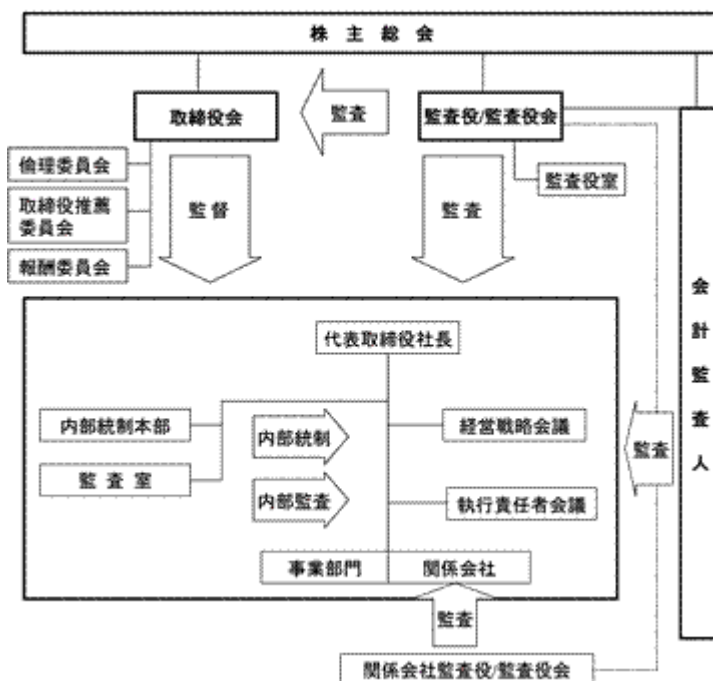 株 主 総 会
取締役会
監査
監査役/監査役会
倫理委員会
取締役推薦
委員会
報酬委員会
監督
監査
監査役室
会計監査人
代表取締役社長
内部統制本部
内部統制
経営戦略会議
監査
監 査 室
内部監査
執行責任者会議
事業部門
関係会社
監査
関係会社監査役/監査役会